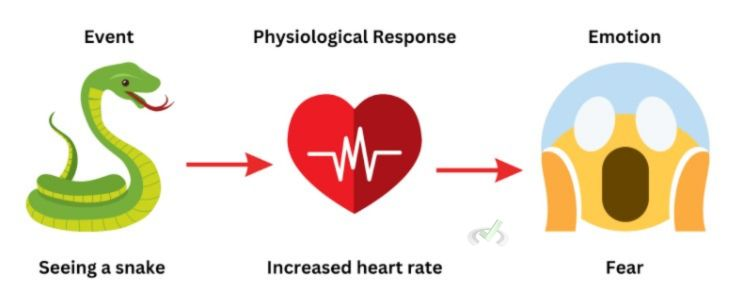 Event
Physiological Response
Emotion
Seeing a snake
Increased heart rate
Fear